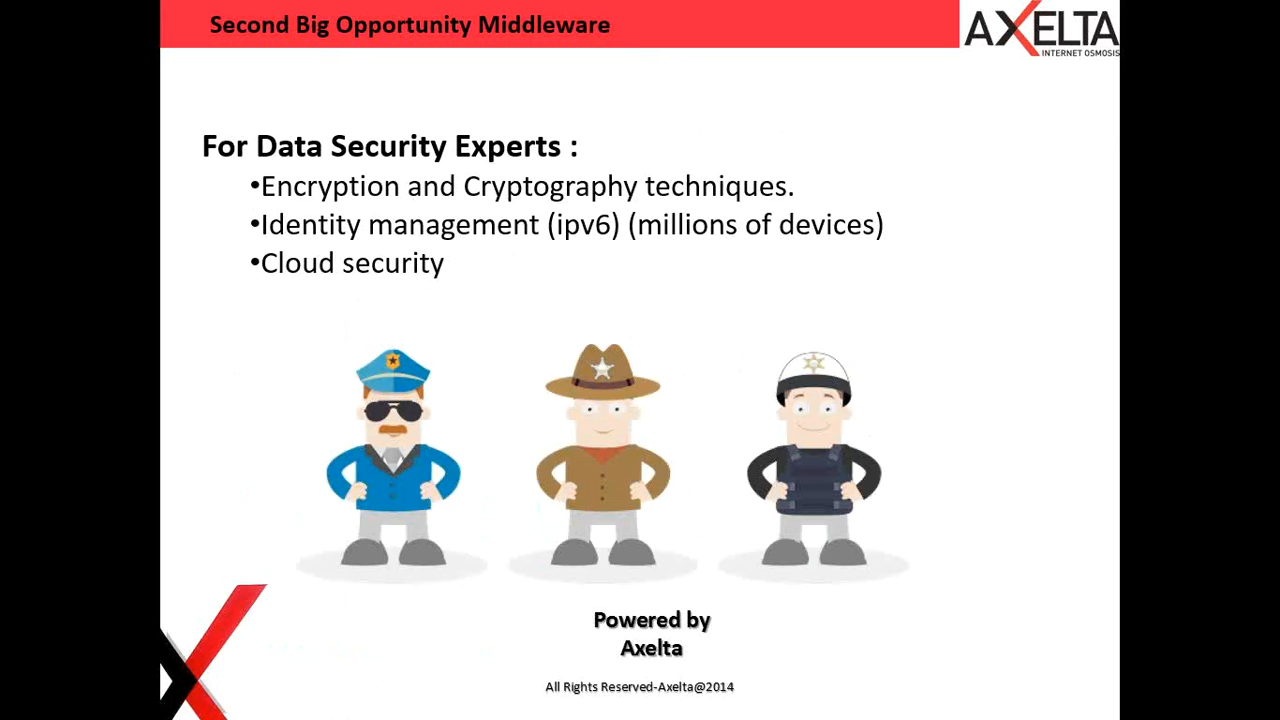 Second Big Opportunity Middleware
AXELTA
INTERNET OSMOSIS
For Data Security Experts :
•Encryption and Cryptography techniques.
•Identity management (ipv6) (millions of devices)
•Cloud security
Powered by
Axelta
All Rights Reserved-Axelta@2014